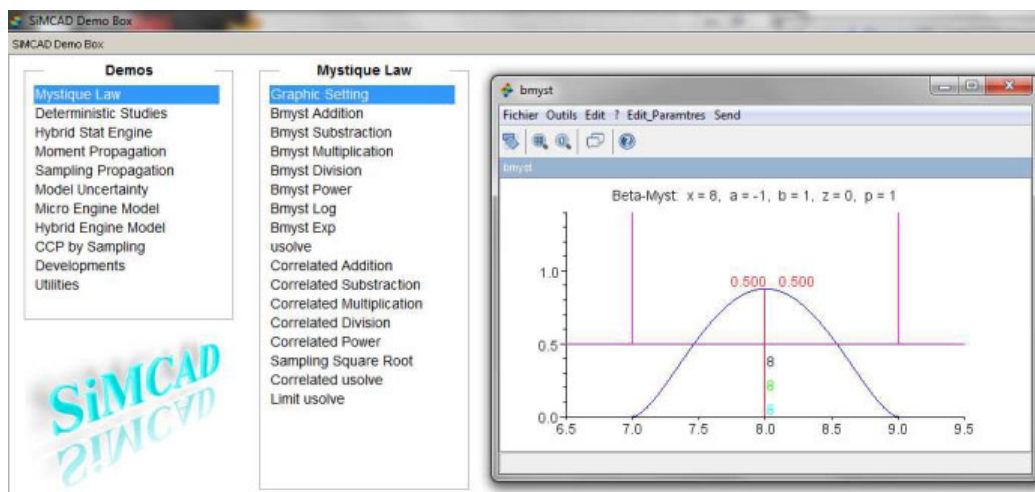 SiMCAD Demo Box
SiMCAD Demo Box
Demos
Mystique Law
Deterministic Studies
Hybrid Stat Engine
Moment Propagation
Sampling Propagation
Model Uncertainty
Micro Engine Model
Hybrid Engine Model
CCP by Sampling
Developments
Utilities
SiMCAD
SiMCAD
Mystique Law
Graphic Setting
Bmyst Addition
Bmyst Substraction
Bmyst Multiplication
Bmyst Division
Bmyst Power
Bmyst Log
Bmyst Exp
usolve
Correlated Addition
Correlated Substraction
Correlated Multiplication
Correlated Division
Correlated Power
Sampling Square Root
Correlated usolve
Limit usolve
bmyst
Fichier Outils Edit ? Edit_Paramtres Send
bmyst
Beta-Myst: x = 8, a = -1, b = 1, z = 0, p = 1
1.0
0.500 0.500
0.5
8
8
8
0.0
6.5 7.0 7.5 8.0 8.5 9.0 9.5